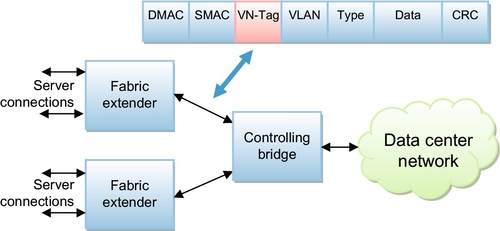 DMAC SMAC VN-Tag VLAN Type Data CRC
Server
connections
Fabric
extender
Controlling
bridge
Data center
network
Server
connections
Fabric
extender